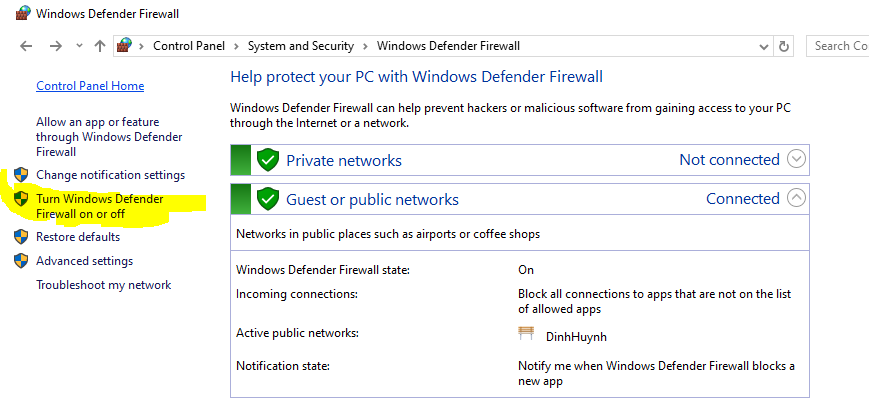 Windows Defender Firewall
Control Panel > System and Security > Windows Defender Firewall
Search Co
Control Panel Home
Allow an app or feature
through Windows Defender
Firewall
Change notification settings
Turn Windows Defender
Firewall on or off
Restore defaults
Advanced settings
Troubleshoot my network
Help protect your PC with Windows Defender Firewall
Windows Defender Firewall can help prevent hackers or malicious software from gaining access to your PC
through the Internet or a network.
Private networks Not connected
Guest or public networks Connected
Networks in public places such as airports or coffee shops
Windows Defender Firewall state: On
Incoming connections: Block all connections to apps that are not on the list
of allowed apps
Active public networks: DinhHuynh
Notification state: Notify me when Windows Defender Firewall blocks a
new app